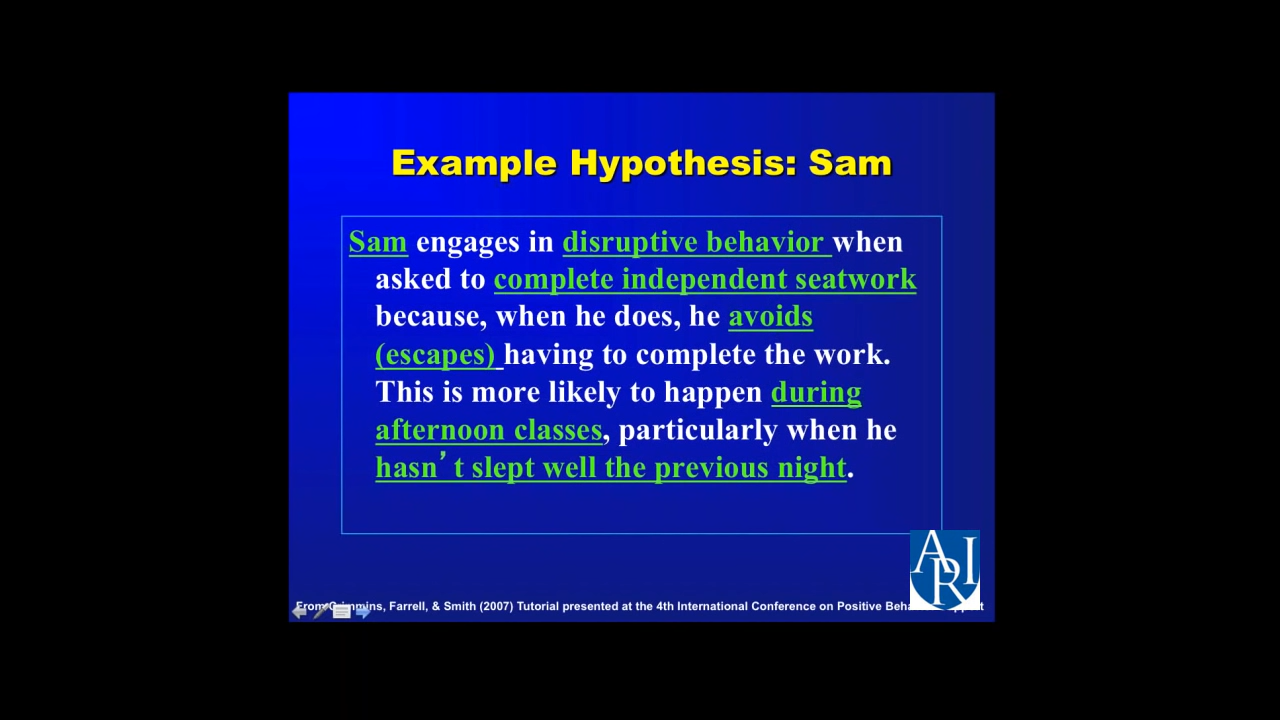 Example Hypothesis: Sam
Sam engages in disruptive behavior when
asked to complete independent seatwork
because, when he does, he avoids
(escapes) having to complete the work.
This is more likely to happen during
afternoon classes, particularly when he
hasn’t slept well the previous night.
ARI
From Farrell, & Smith (2007) Tutorial presented at the 4th International Conference on Positive